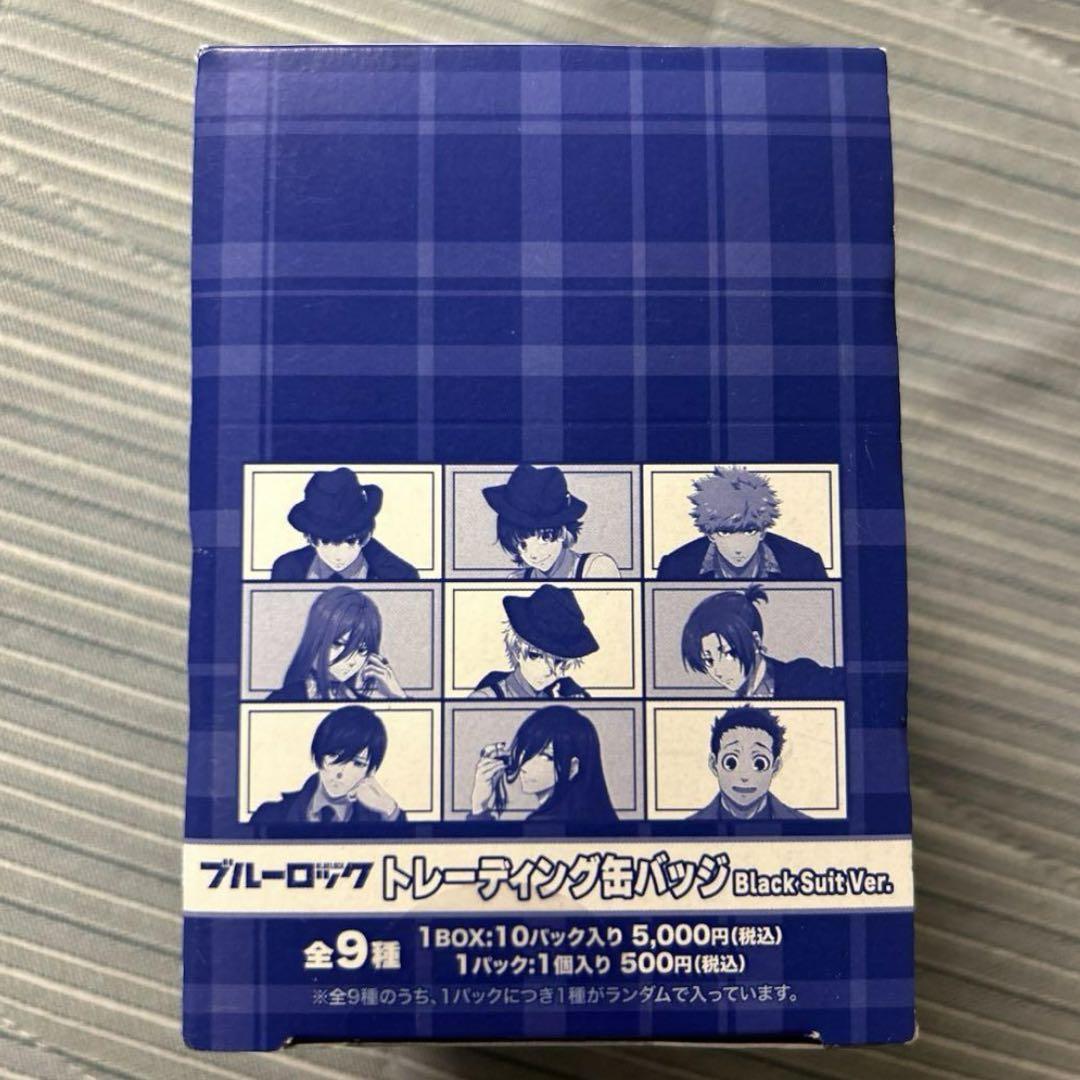 ブルーロック トレーディング缶バッジ Black Suit Ver.
全9種
1BOX:10パック入り 5,000円(税込)
1パック:1個入り 500円(税込)
※全9種のうち、1パックにつき1種がランダムで入っています。